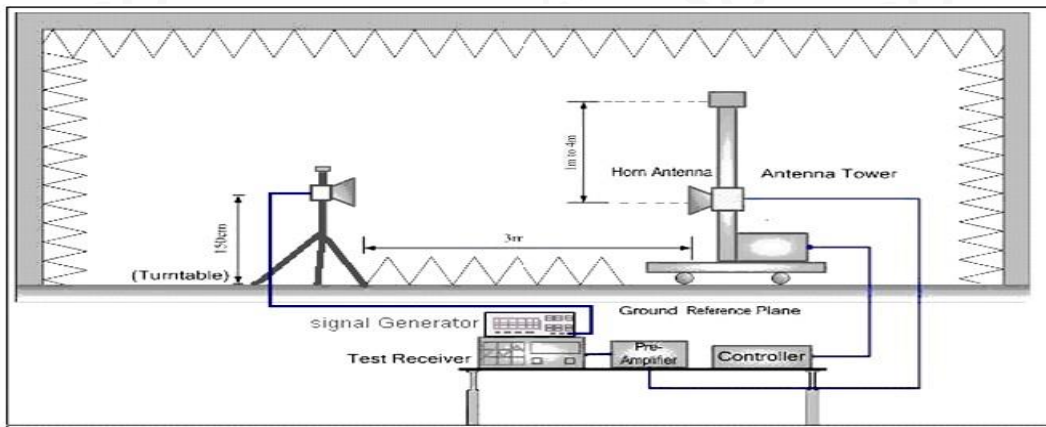 1m to 4m
Horn Antenna
Antenna Tower
150cm
3m
(Turntable)
Ground Reference Plane
signal Generator
Test Receiver
Pre-
Amplifier
Controller